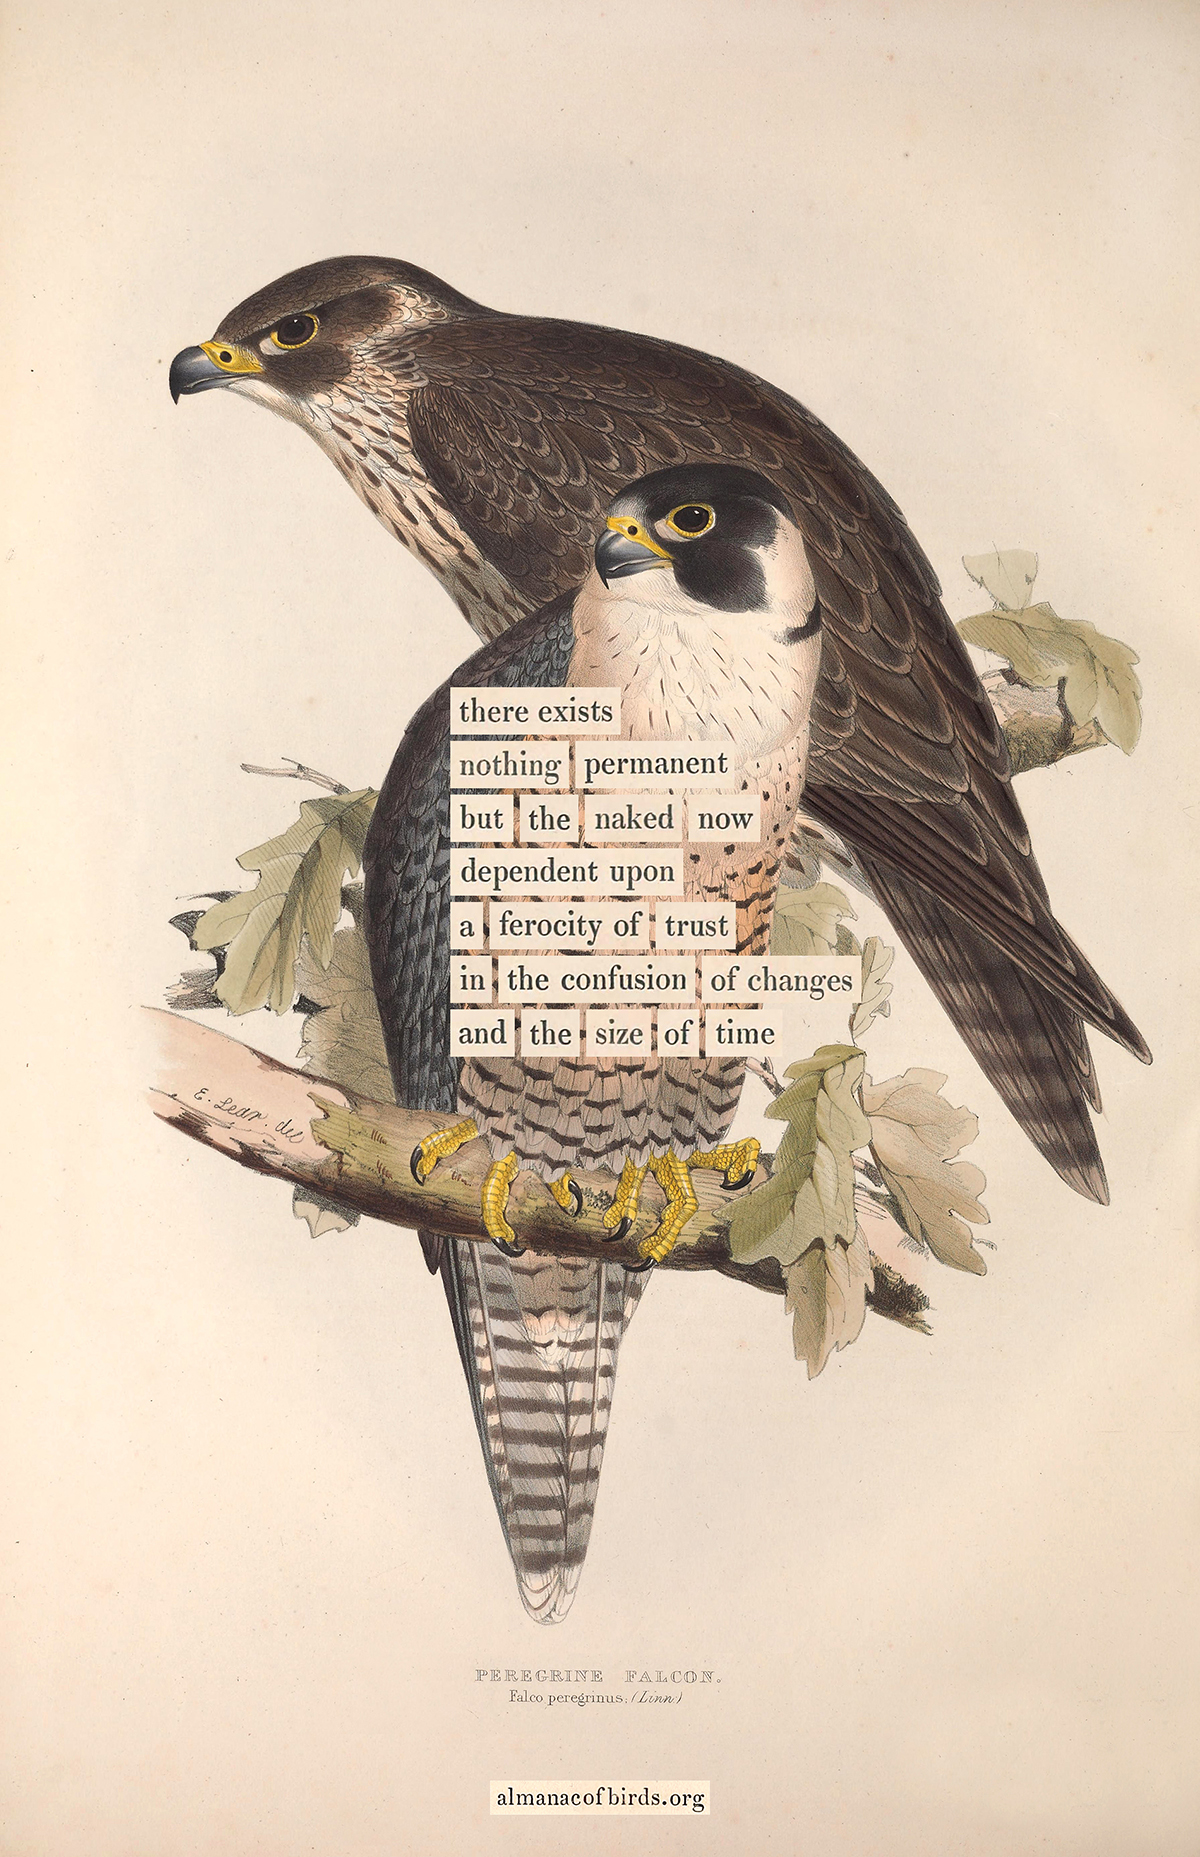 there exists
nothing permanent
but the naked now
dependent upon
a ferocity of trust
in the confusion of changes
and the size of time
E. Lear. del
PEREGRINE FALCON.
Falco peregrinus; (Linn)
almanacofbirds.org